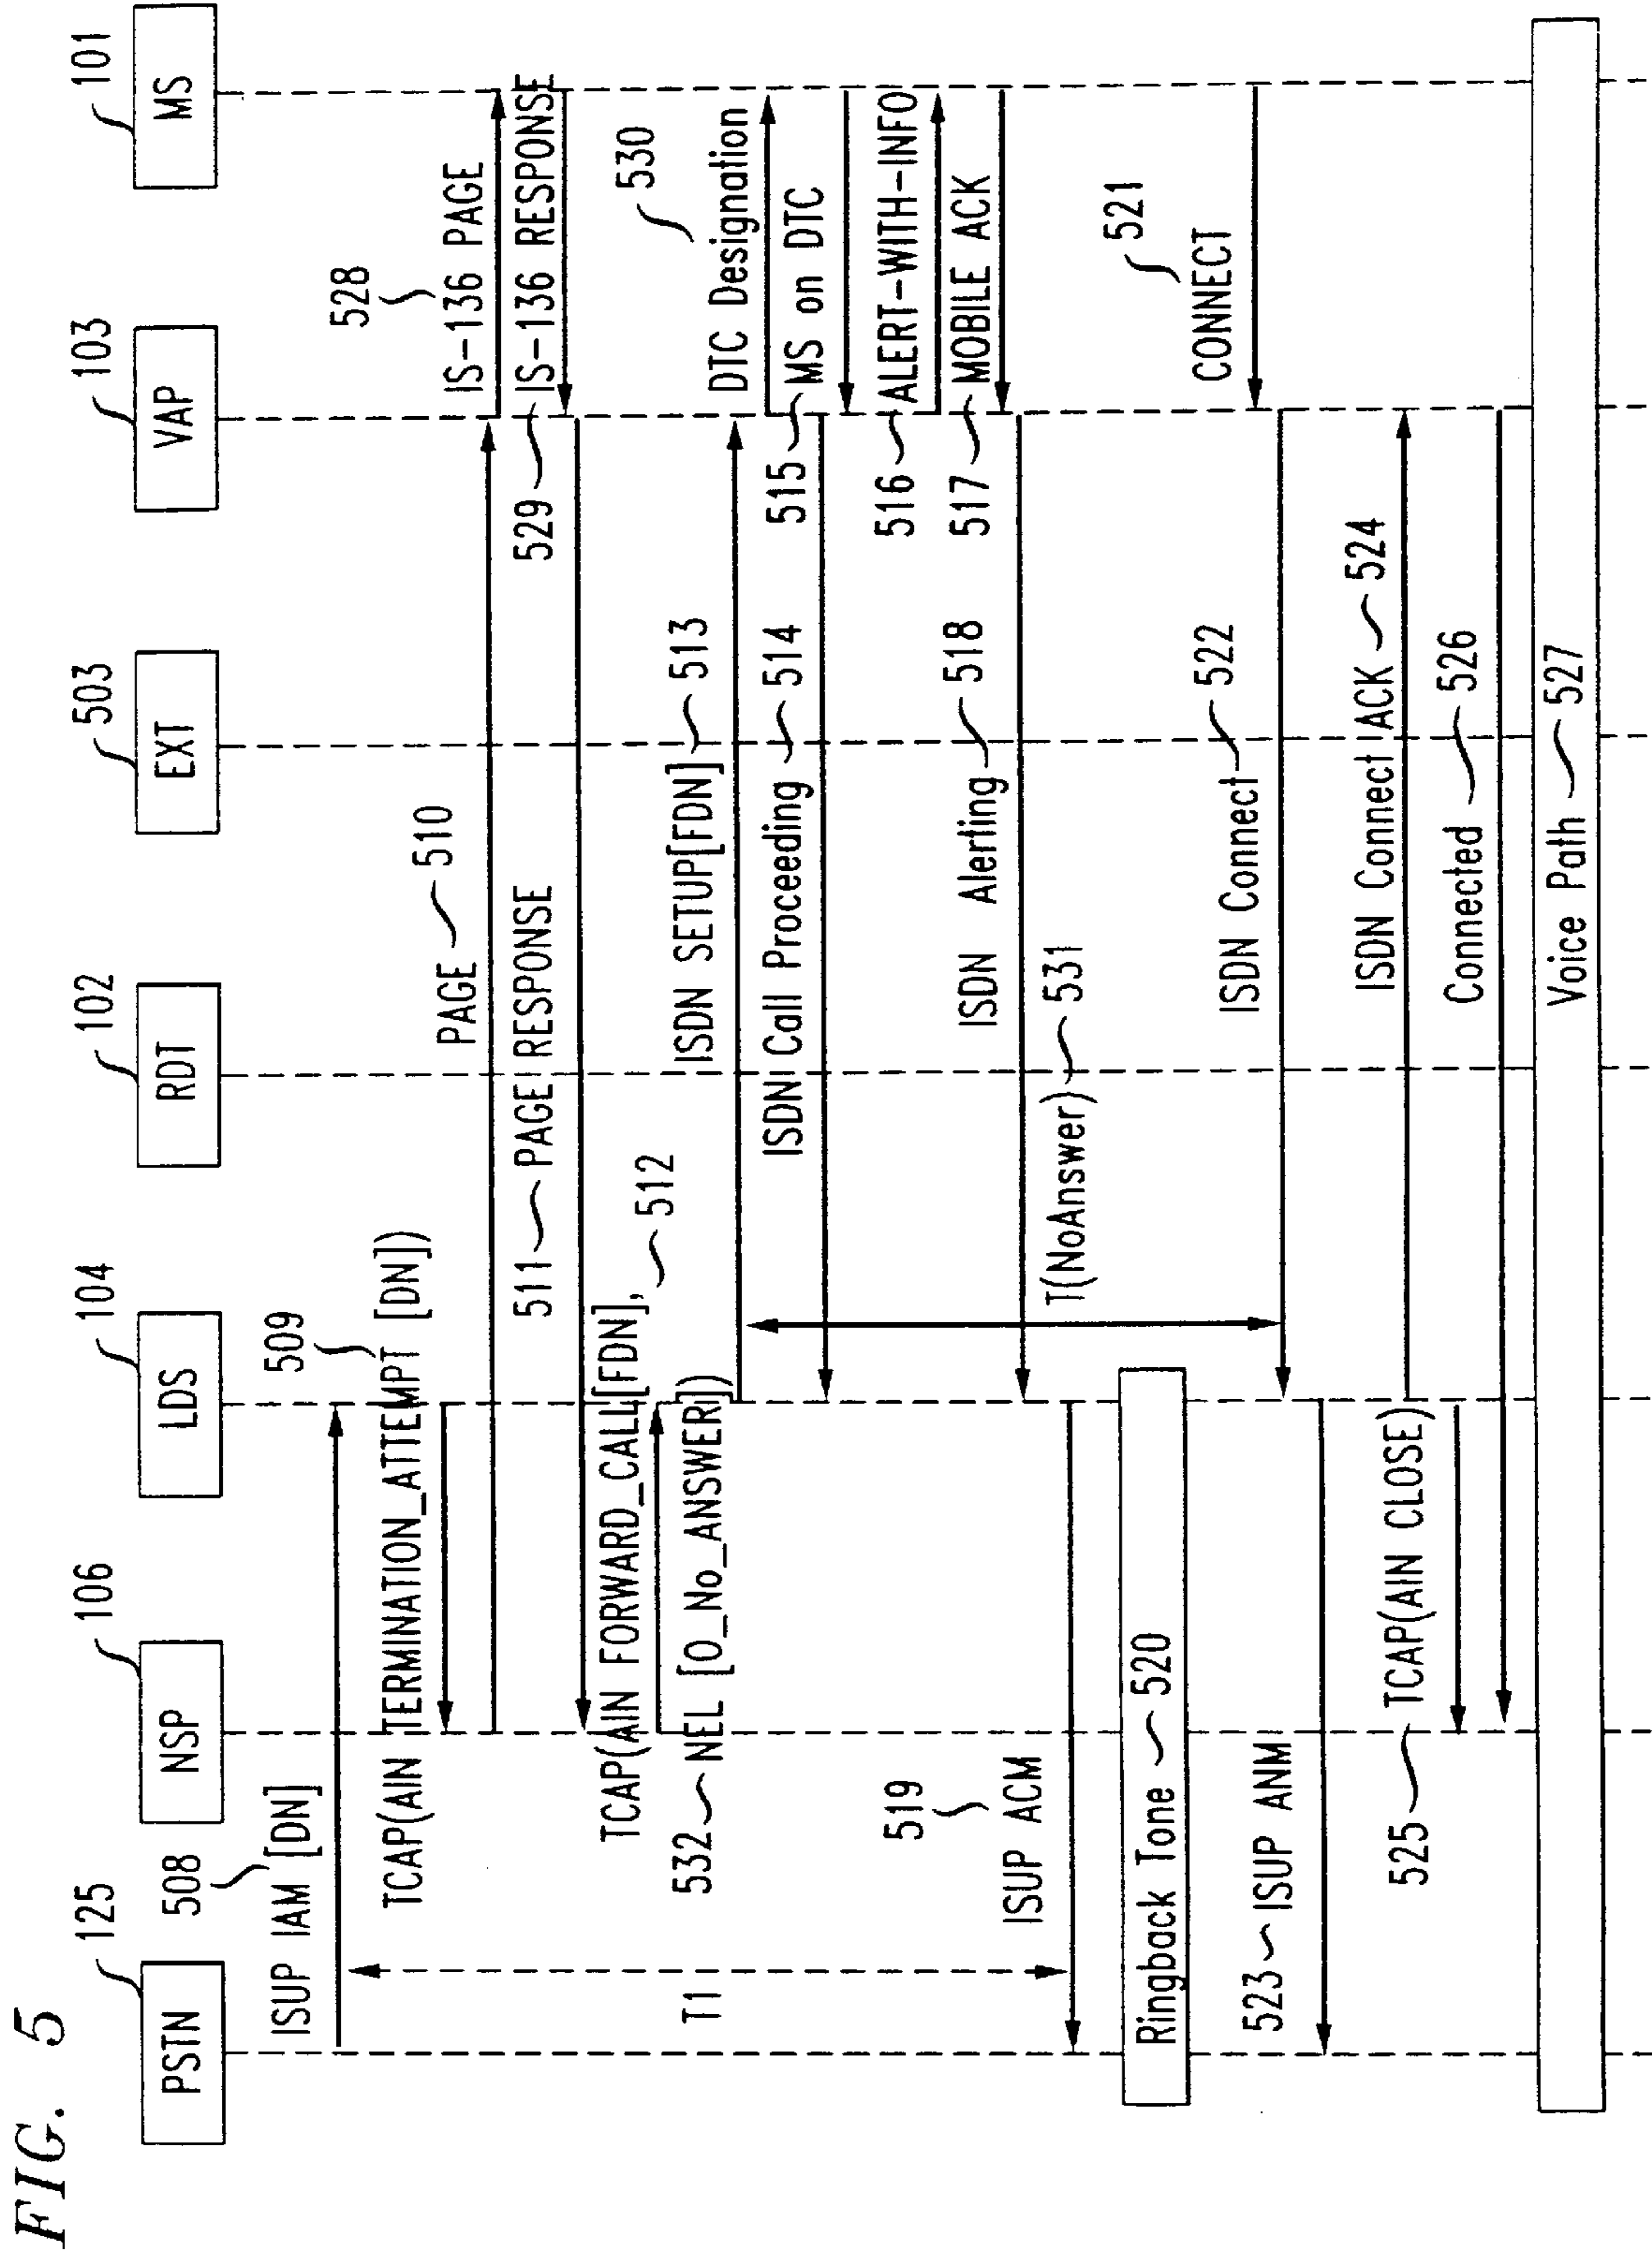 FIG. 5
125
PSTN
106
NSP
104
LDS
102
RDT
503
EXT
103
VAP
101
MS
508
ISUP IAM [DN]
509
TCAP(AIN TERMINATION_ATTEMPT [DN])
PAGE 510
528
IS-136 PAGE
511 PAGE RESPONSE
529 IS-136 RESPONSE
TCAP(AIN FORWARD_CALL[FDN], 512
532 NEL [O_No_ANSWER])
ISDN SETUP[FDN] 513
530
DTC Designation
ISDN Call Proceeding 514
515 MS on DTC
516 ALERT-WITH-INFO
517 MOBILE ACK
ISDN Alerting 518
T1
519
ISUP ACM
T(NoAnswer) 531
Ringback Tone 520
521
CONNECT
ISDN Connect 522
523 ISUP ANM
ISDN Connect ACK 524
525 TCAP(AIN CLOSE)
Connected 526
Voice Path 527